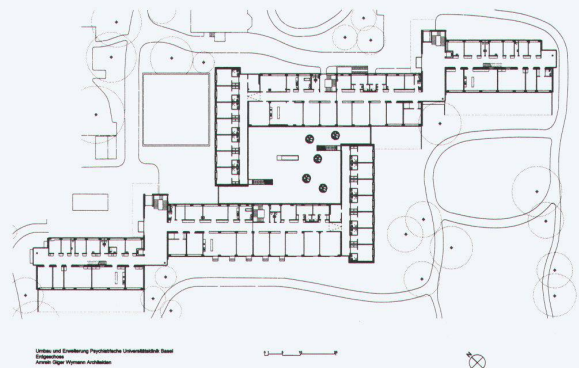 Umbau und Erweiterung Psychiatrische Universitätsklinik Basel
Erdgeschoss
Amrein Giger Wymann Architekten